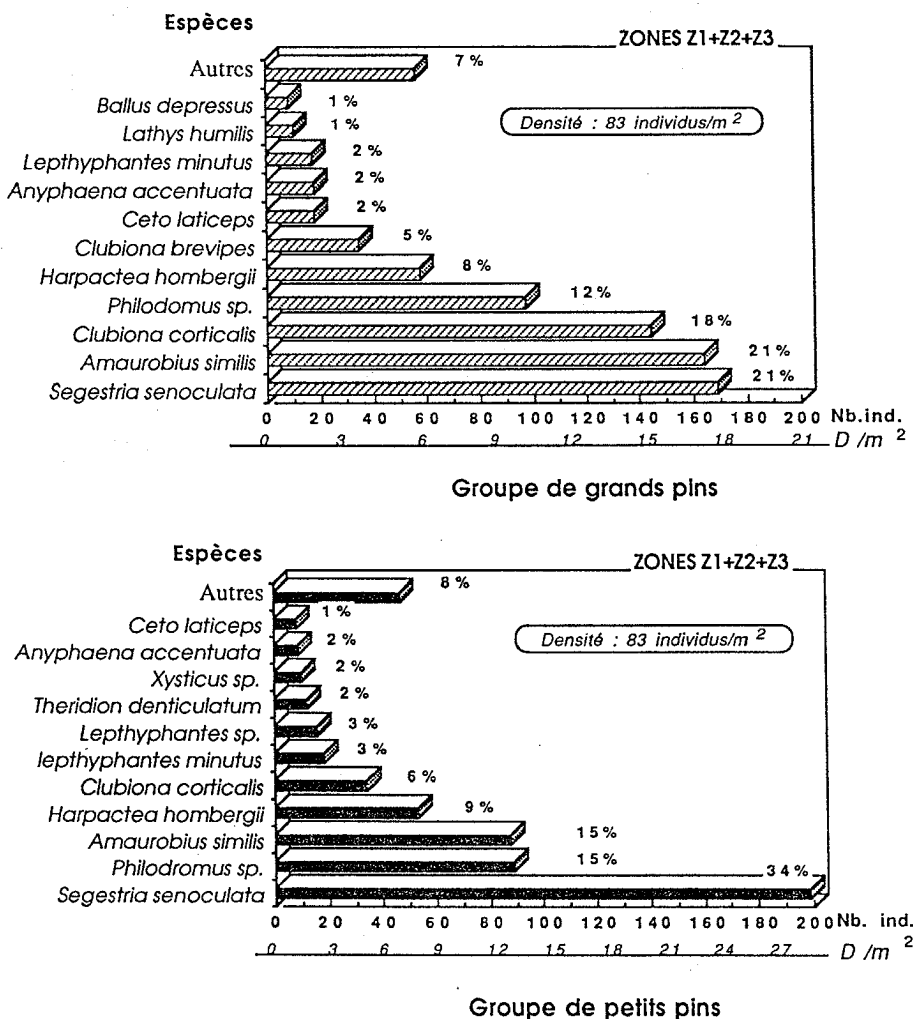 Espèces
ZONES Z1+Z2+Z3
Autres 7 %
Densité : 83 individus/m 2
Ballus depressus 1 %
Lathys humilis 1 %
Lepthyphantes minutus 2 %
Anyphaena accentuata 2 %
Ceto laticeps 2 %
Clubiona brevipes 5 %
Harpactea hombergii 8 %
Philodomus sp. 12 %
Clubiona corticalis 18 %
Amaurobius similis 21 %
Segestria senoculata 21 %
0 20 40 60 80 100 120 140 160 180 200 Nb.ind.
0 3 6 9 12 15 18 21 D /m 2
Groupe de grands pins
Espèces
ZONES Z1+Z2+Z3
Autres 8 %
Ceto laticeps 1 %
Densité : 83 individus/m 2
Anyphaena accentuata 2 %
Xysticus sp. 2 %
Theridion denticulatum 2 %
Lepthyphantes sp. 3 %
lepthyphantes minutus 3 %
Clubiona corticalis 6 %
Harpactea hombergii 9 %
Amaurobius similis 15 %
Philodromus sp. 15 %
Segestria senoculata 34 %
0 20 40 60 80 100 120 140 160 180 200 Nb. ind.
0 3 6 9 12 15 18 21 24 27 D /m 2
Groupe de petits pins